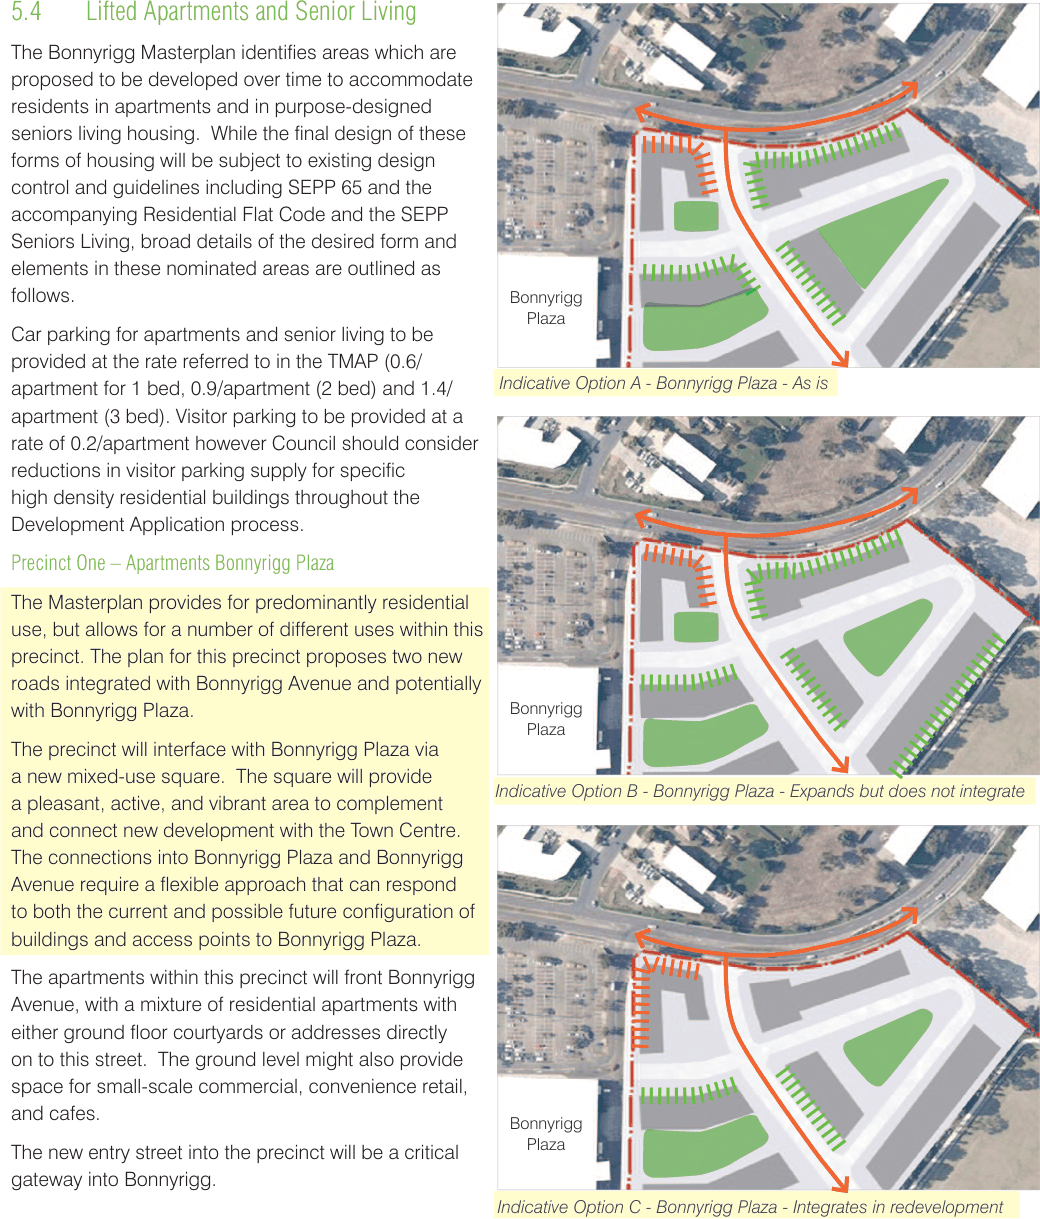 5.4 Lifted Apartments and Senior Living
The Bonnyrigg Masterplan identifies areas which are
proposed to be developed over time to accommodate
residents in apartments and in purpose-designed
seniors living housing.  While the final design of these
forms of housing will be subject to existing design
control and guidelines including SEPP 65 and the
accompanying Residential Flat Code and the SEPP
Seniors Living, broad details of the desired form and
elements in these nominated areas are outlined as
follows.
Car parking for apartments and senior living to be
provided at the rate referred to in the TMAP (0.6/
apartment for 1 bed, 0.9/apartment (2 bed) and 1.4/
apartment (3 bed). Visitor parking to be provided at a
rate of 0.2/apartment however Council should consider
reductions in visitor parking supply for specific
high density residential buildings throughout the
Development Application process.
Precinct One – Apartments Bonnyrigg Plaza
The Masterplan provides for predominantly residential
use, but allows for a number of different uses within this
precinct. The plan for this precinct proposes two new
roads integrated with Bonnyrigg Avenue and potentially
with Bonnyrigg Plaza.
The precinct will interface with Bonnyrigg Plaza via
a new mixed-use square.  The square will provide
a pleasant, active, and vibrant area to complement
and connect new development with the Town Centre.
The connections into Bonnyrigg Plaza and Bonnyrigg
Avenue require a flexible approach that can respond
to both the current and possible future configuration of
buildings and access points to Bonnyrigg Plaza.
The apartments within this precinct will front Bonnyrigg
Avenue, with a mixture of residential apartments with
either ground floor courtyards or addresses directly
on to this street.  The ground level might also provide
space for small-scale commercial, convenience retail,
and cafes.
The new entry street into the precinct will be a critical
gateway into Bonnyrigg.
Bonnyrigg
Plaza
Indicative Option A - Bonnyrigg Plaza - As is
Bonnyrigg
Plaza
Indicative Option B - Bonnyrigg Plaza - Expands but does not integrate
Bonnyrigg
Plaza
Indicative Option C - Bonnyrigg Plaza - Integrates in redevelopment